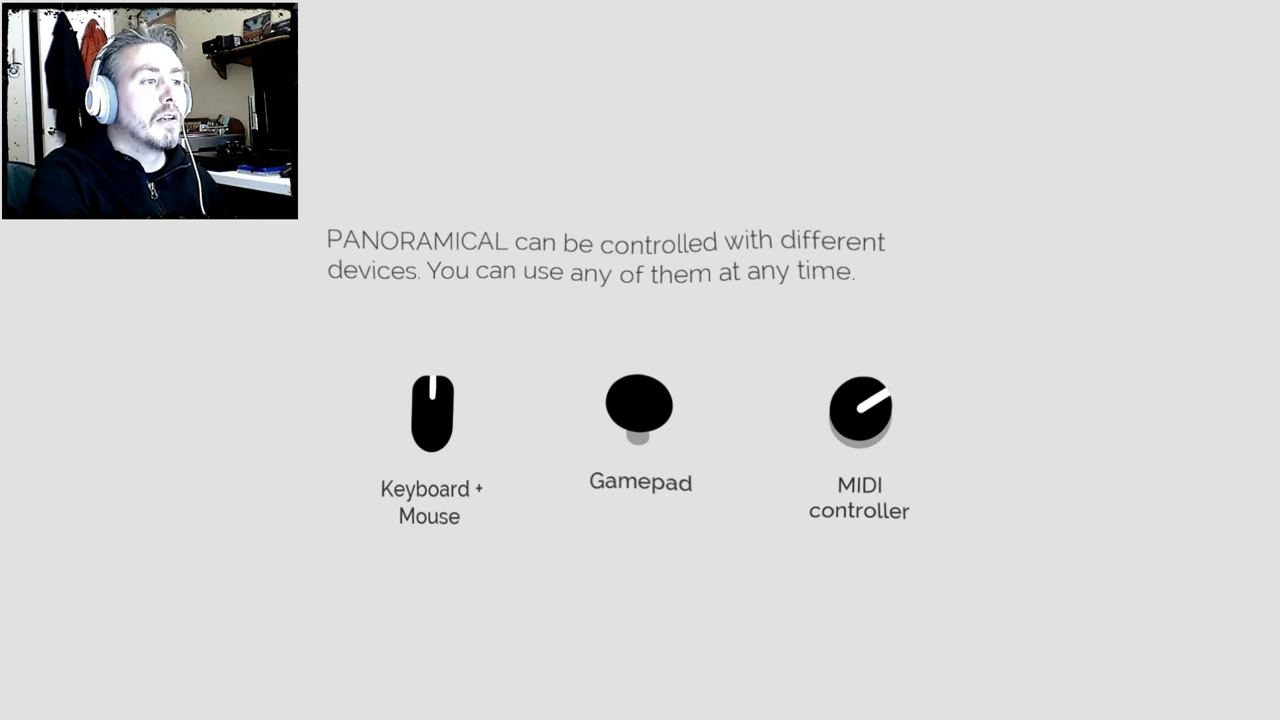 PANORAMICAL can be controlled with different
devices. You can use any of them at any time.
Keyboard +
Mouse
Gamepad
MIDI
controller